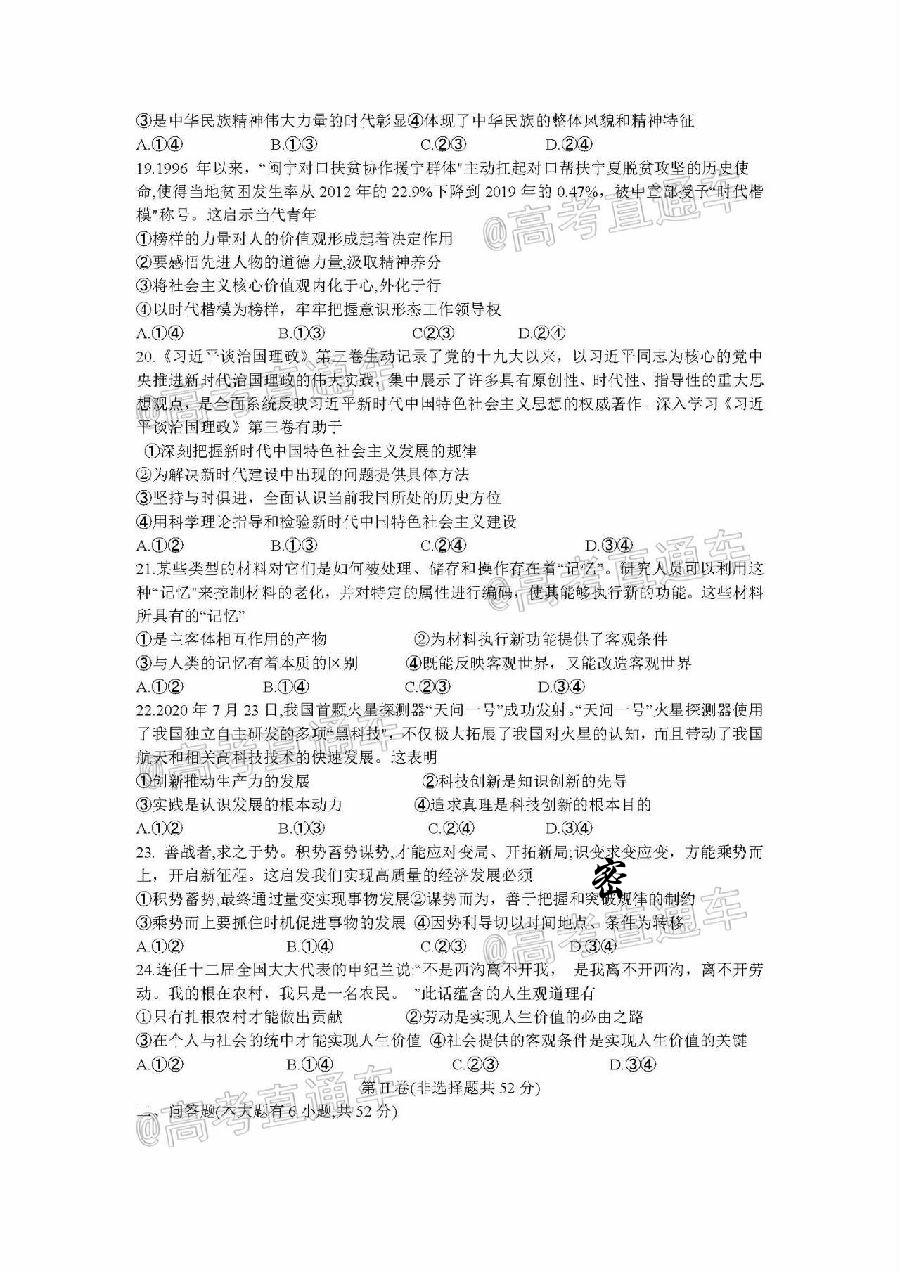 ③是中华民族精神伟大力量的时代彰显④体现了中华民族的整体风貌和精神特征
A.①④ B.①③ C.②③ D.②④
19.1996 年以来，“闽宁对口扶贫协作援宁群体"主动扛起对口帮扶宁夏脱贫攻坚的历史使
命,使得当地贫困发生率从 2012 年的 22.9%下降到 2019 年的 0.47%，被中宣部授予“时代楷
模”称号。这启示当代青年
①榜样的力量对人的价值观形成起着决定作用
②要感悟先进人物的道德力量,汲取精神养分
③将社会主义核心价值观内化于心,外化于行
④以时代楷模为榜样，牢牢把握意识形态工作领导权
A.①④ B.①③ C②③ D.②④
20.《习近平谈治国理政》第三卷生动记录了党的十九大以来，以习近平同志为核心的党中
央推进新时代治国理政的伟大实践，集中展示了许多具有原创性、时代性、指导性的重大思
想观点，是全面系统反映习近平新时代中国特色社会主义思想的权威著作。深入学习《习近
平谈治国理政》第三卷有助于
①深刻把握新时代中国特色社会主义发展的规律
②为解决新时代建设中出现的问题提供具体方法
③坚持与时俱进，全面认识当前我国所处的历史方位
④用科学理论指导和检验新时代中国特色社会主义建设
A.①② B.①③ C.②④ D.③④
21.某些类型的材料对它们是如何被处理、储存和操作存在着“记忆”。研究人员可以利用这
种“记忆"来控制材料的老化，并对特定的属性进行编码，使其能够执行新的功能。这些材料
所具有的“记忆”
①是主客体相互作用的产物 ②为材料执行新功能提供了客观条件
③与人类的记忆有着本质的区别 ④既能反映客观世界，又能改造客观世界
A.①② B.①④ C.②③ D.③④
22.2020 年 7 月 23 日,我国首颗火星探测器“天问一号”成功发射。“天问一号”火星探测器使用
了我国独立自主研发的多项“黑科技"，不仅极人拓展了我国对火星的认知，而且带动了我国
航天和相关高科技技术的快速发展。这表明
①创新推动生产力的发展 ②科技创新是知识创新的先导
③实践是认识发展的根本动力 ④追求真理是科技创新的根本目的
A.①② B.①③ C.②④ D.③④
23. 善战者,求之于势。积势蓄势谋势,才能应对变局、开拓新局;识变求变应变，方能乘势而
上，开启新征程。这启发我们实现高质量的经济发展必须
密
①积势蓄势,最终通过量变实现事物发展②谋势而为，善于把握和突破规律的制约
③乘势而上要抓住时机促进事物的发展 ④因势利导切以时间地点、条件为转移
A.①② B.①④ C.②③ D.③④
24.连任十二届全国大大代表的申纪兰说:“不是西沟离不开我， 是我离不开西沟，离不开劳
动。我的根在农村，我只是一名农民。 ”此话蕴含的人生观道理有
①只有扎根农村才能做出贡献 ②劳动是实现人生价值的必由之路
③在个人与社会的统中才能实现人生价值 ④社会提供的客观条件是实现人生价值的关键
A.①② B.①④ C.②③ D.③④
第 II 卷(非选择题共 52 分)
二、问答题(本大题有 6 小题,共 52 分)
@高考直通车
@高考直通车
@高考直通车
@高考直通车
@高考直通车
@高考直通车